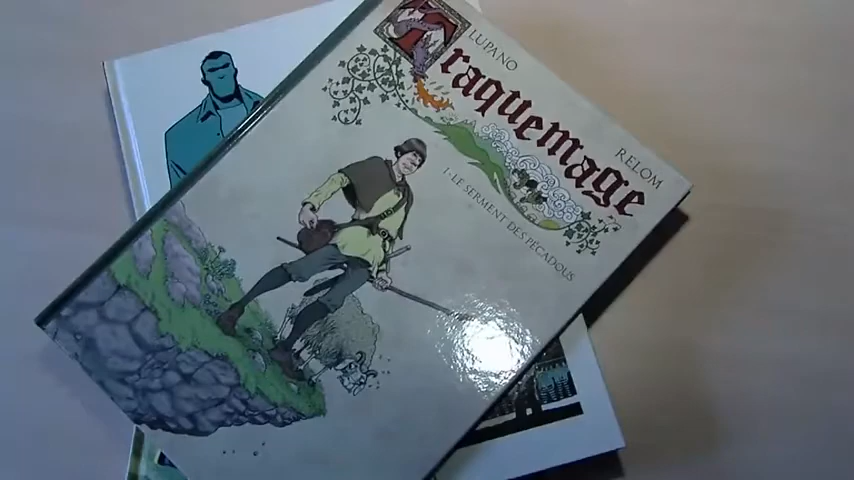 LUPANO
Traquemage
RELOM
1-LE SERMENT DES PÉCADOUS